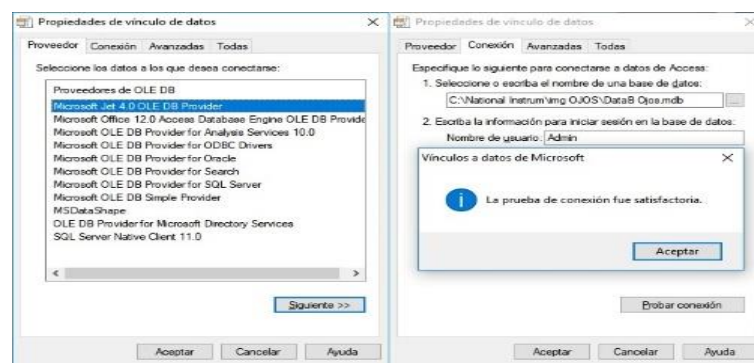 Propiedades de vínculo de datos
Proveedor Conexión Avanzadas Todas
Seleccione los datos a los que desea conectarse:
Proveedores de OLE DB
Microsoft Jet 4.0 OLE DB Provider
Microsoft Office 12.0 Access Database Engine OLE DB Provide
Microsoft OLE DB Provider for Analysis Services 10.0
Microsoft OLE DB Provider for ODBC Drivers
Microsoft OLE DB Provider for Oracle
Microsoft OLE DB Provider for Search
Microsoft OLE DB Provider for SQL Server
Microsoft OLE DB Simple Provider
MSDataShape
OLE DB Provider for Microsoft Directory Services
SQL Server Native Client 11.0
Siguiente >>
Aceptar Cancelar Ayuda
Propiedades de vínculo de datos
Proveedor Conexión Avanzadas Todas
Especifique lo siguiente para conectarse a datos de Access:
1. Seleccione o escriba el nombre de una base de datos:
C:\National Instrum\img OJOS\DataB Ojos.mdb ...
2. Escriba la información para iniciar sesión en la base de datos:
Nombre de usuario: Admin
Vínculos a datos de Microsoft
La prueba de conexión fue satisfactoria.
Aceptar
Probar conexión
Aceptar Cancelar Ayuda